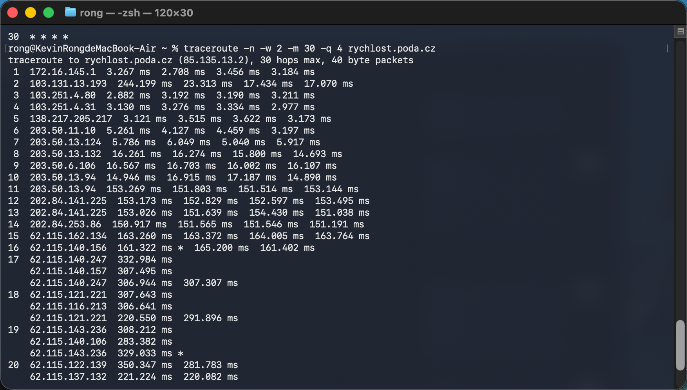 rong — -zsh — 120×30
30  * * * *
rong@KevinRongdeMacBook-Air ~ % traceroute -n -w 2 -m 30 -q 4 rychlost.poda.cz
traceroute to rychlost.poda.cz (85.135.13.2), 30 hops max, 40 byte packets
 1  172.16.145.1  3.267 ms  2.708 ms  3.456 ms  3.184 ms
 2  103.131.13.193  244.199 ms  23.313 ms  17.434 ms  17.070 ms
 3  103.251.4.80  2.882 ms  3.192 ms  3.190 ms  3.211 ms
 4  103.251.4.31  3.130 ms  3.276 ms  3.334 ms  2.977 ms
 5  138.217.205.217  3.121 ms  3.515 ms  3.622 ms  3.173 ms
 6  203.50.11.10  5.261 ms  4.127 ms  4.459 ms  3.197 ms
 7  203.50.13.124  5.786 ms  6.049 ms  5.040 ms  5.917 ms
 8  203.50.13.132  16.261 ms  16.274 ms  15.800 ms  14.693 ms
 9  203.50.6.106  16.567 ms  16.703 ms  16.002 ms  16.107 ms
10  203.50.13.94  14.946 ms  16.915 ms  17.187 ms  14.890 ms
11  203.50.13.94  153.269 ms  151.803 ms  151.514 ms  153.144 ms
12  202.84.141.225  153.173 ms  152.829 ms  152.597 ms  153.495 ms
13  202.84.141.225  153.026 ms  151.639 ms  154.430 ms  151.038 ms
14  202.84.253.86  150.917 ms  151.565 ms  151.546 ms  151.191 ms
15  62.115.162.134  163.260 ms  163.372 ms  164.005 ms  163.764 ms
16  62.115.140.156  161.322 ms *  165.200 ms  161.402 ms
17  62.115.140.247  332.984 ms
    62.115.140.157  307.495 ms
    62.115.140.247  306.944 ms  307.307 ms
18  62.115.121.221  307.643 ms
    62.115.116.213  306.641 ms
    62.115.121.221  220.550 ms  291.896 ms
19  62.115.143.236  308.212 ms
    62.115.140.106  283.382 ms
    62.115.143.236  329.033 ms *
20  62.115.122.139  350.347 ms  281.783 ms
    62.115.137.132  221.224 ms  220.082 ms